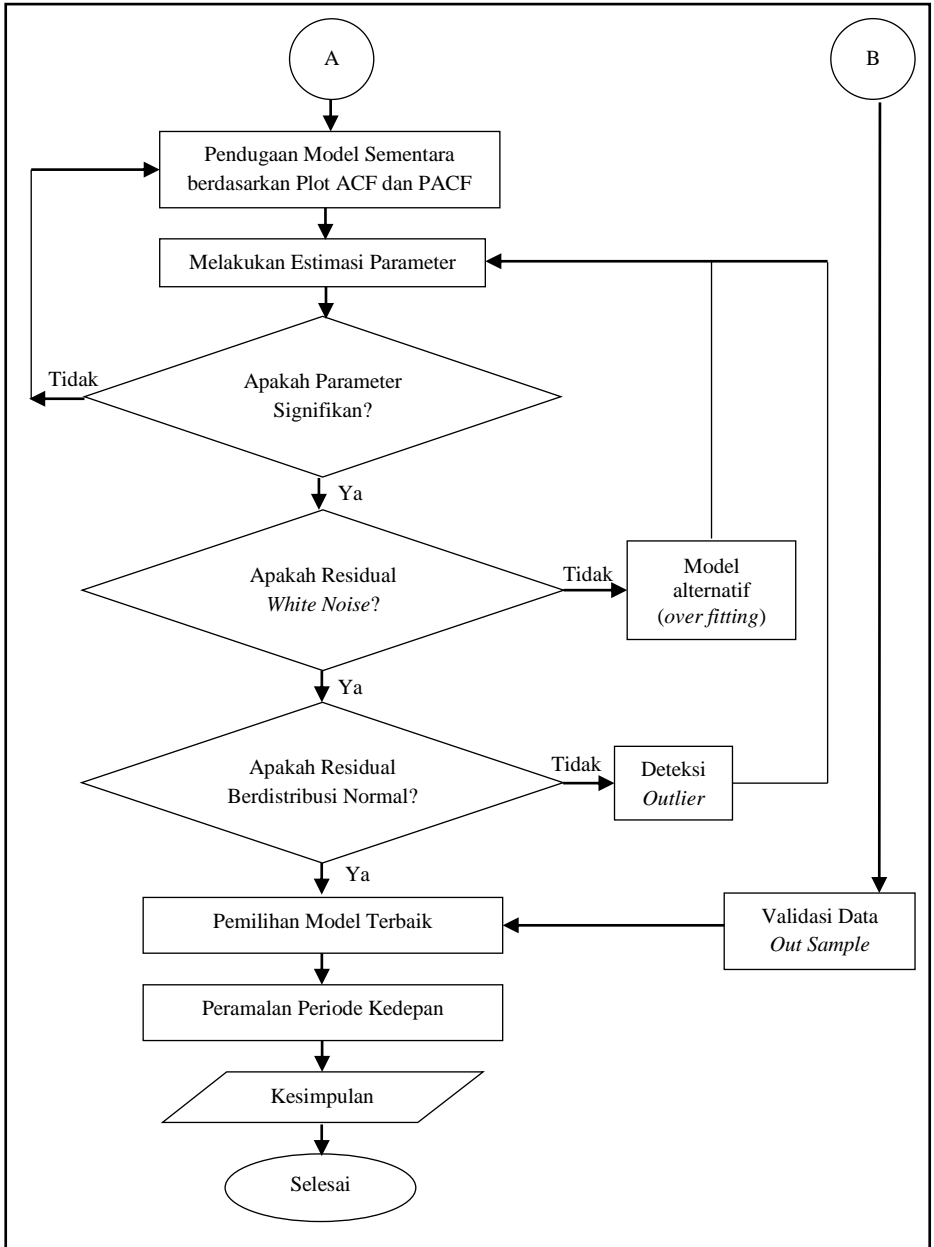 A
B
Pendugaan Model Sementara
berdasarkan Plot ACF dan PACF
Melakukan Estimasi Parameter
Tidak
Apakah Parameter
Signifikan?
Ya
Apakah Residual
White Noise?
Tidak
Model
alternatif
(over fitting)
Ya
Apakah Residual
Berdistribusi Normal?
Tidak
Deteksi
Outlier
Ya
Pemilihan Model Terbaik
Validasi Data
Out Sample
Peramalan Periode Kedepan
Kesimpulan
Selesai